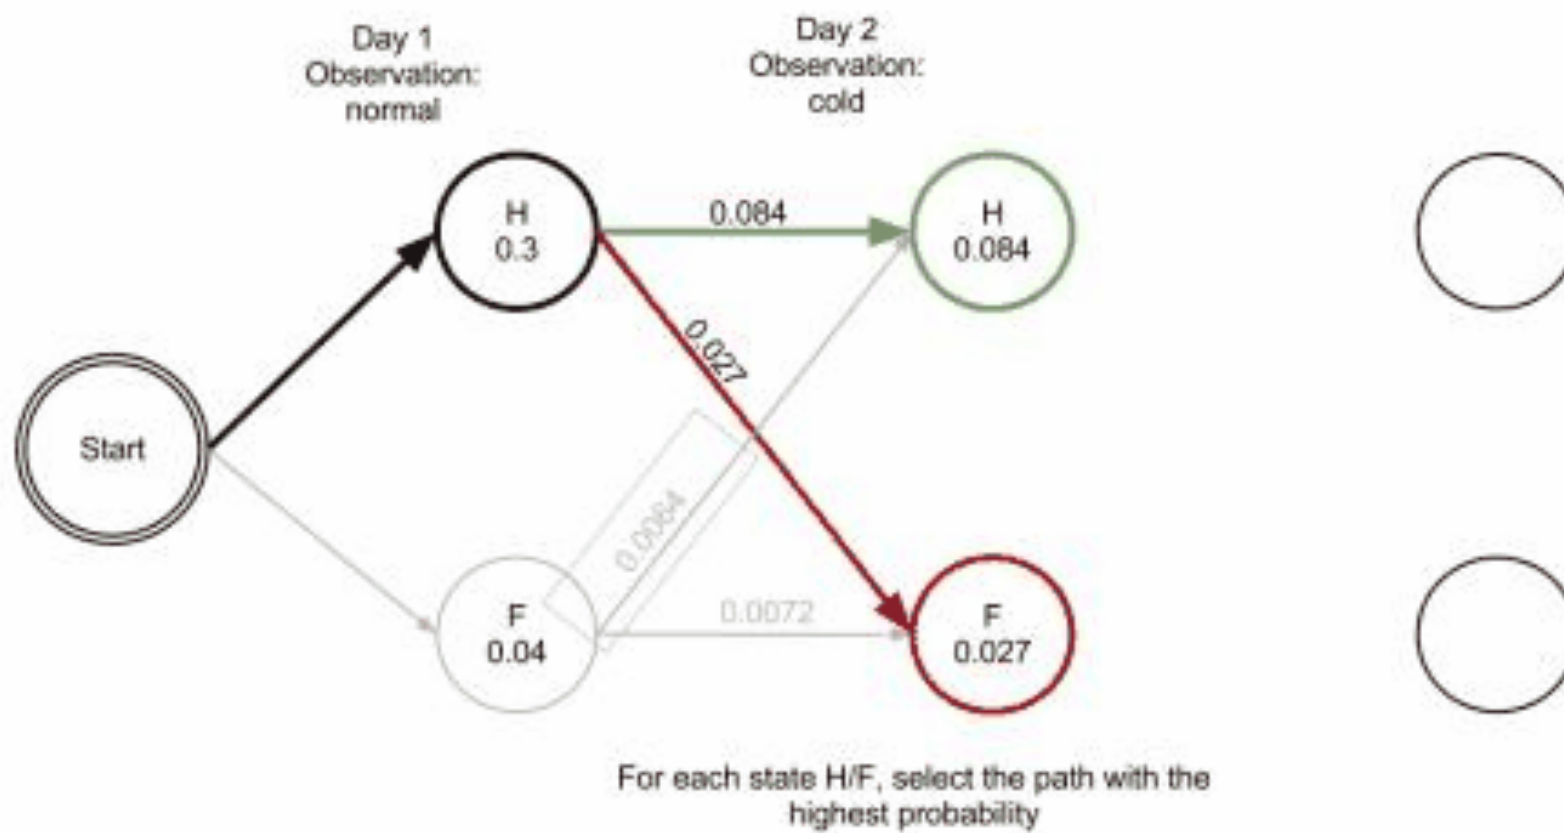 Day 1
Observation:
normal
Day 2
Observation:
cold
H
0.3
0.084
H
0.084
0.027
Start
0.0064
F
0.04
0.0072
F
0.027
For each state H/F, select the path with the
highest probability